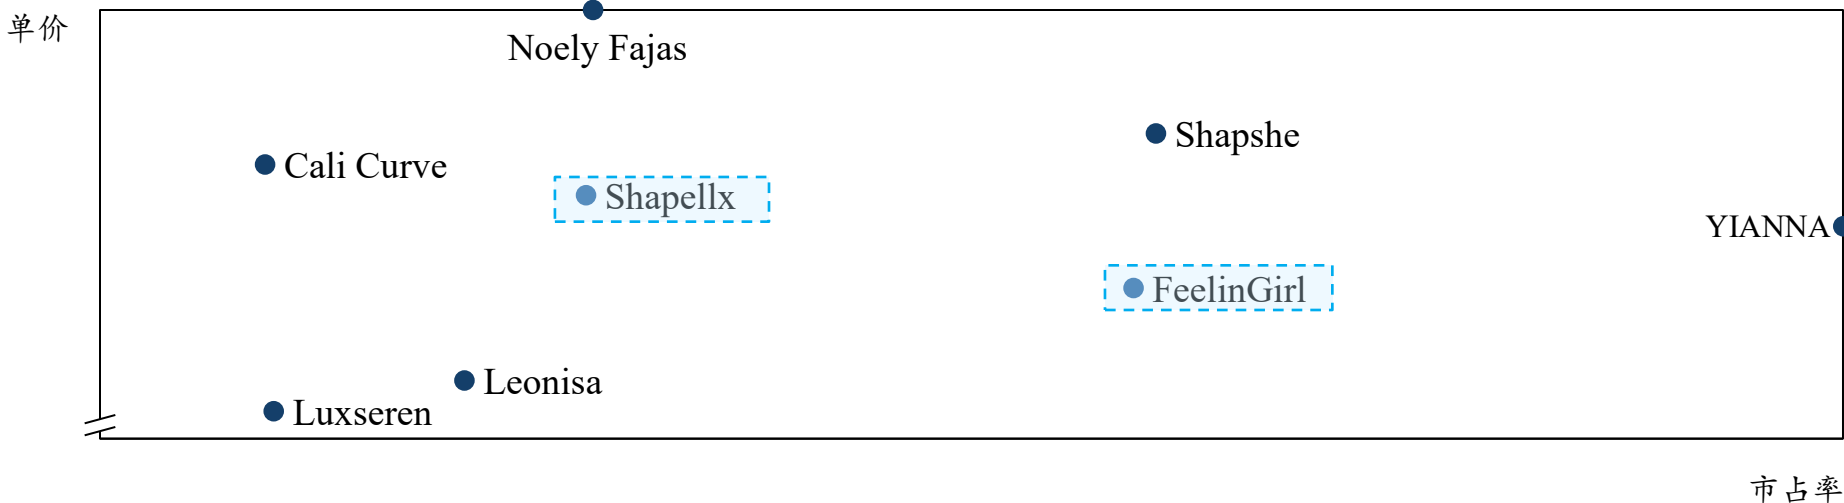 单价
Noely Fajas
Shapshe
Cali Curve
Shapellx
YIANNA
FeelinGirl
Leonisa
Luxseren
市占率